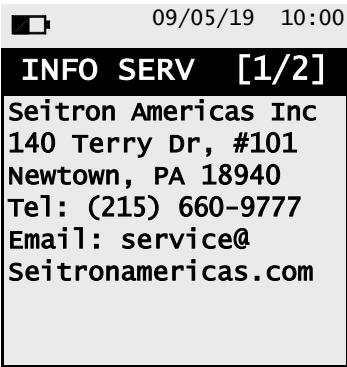 09/05/19 10:00
INFO SERV [1/2]
Seitron Americas Inc
140 Terry Dr, #101
Newtown, PA 18940
Tel: (215) 660-9777
Email: service@
Seitronamericas.com